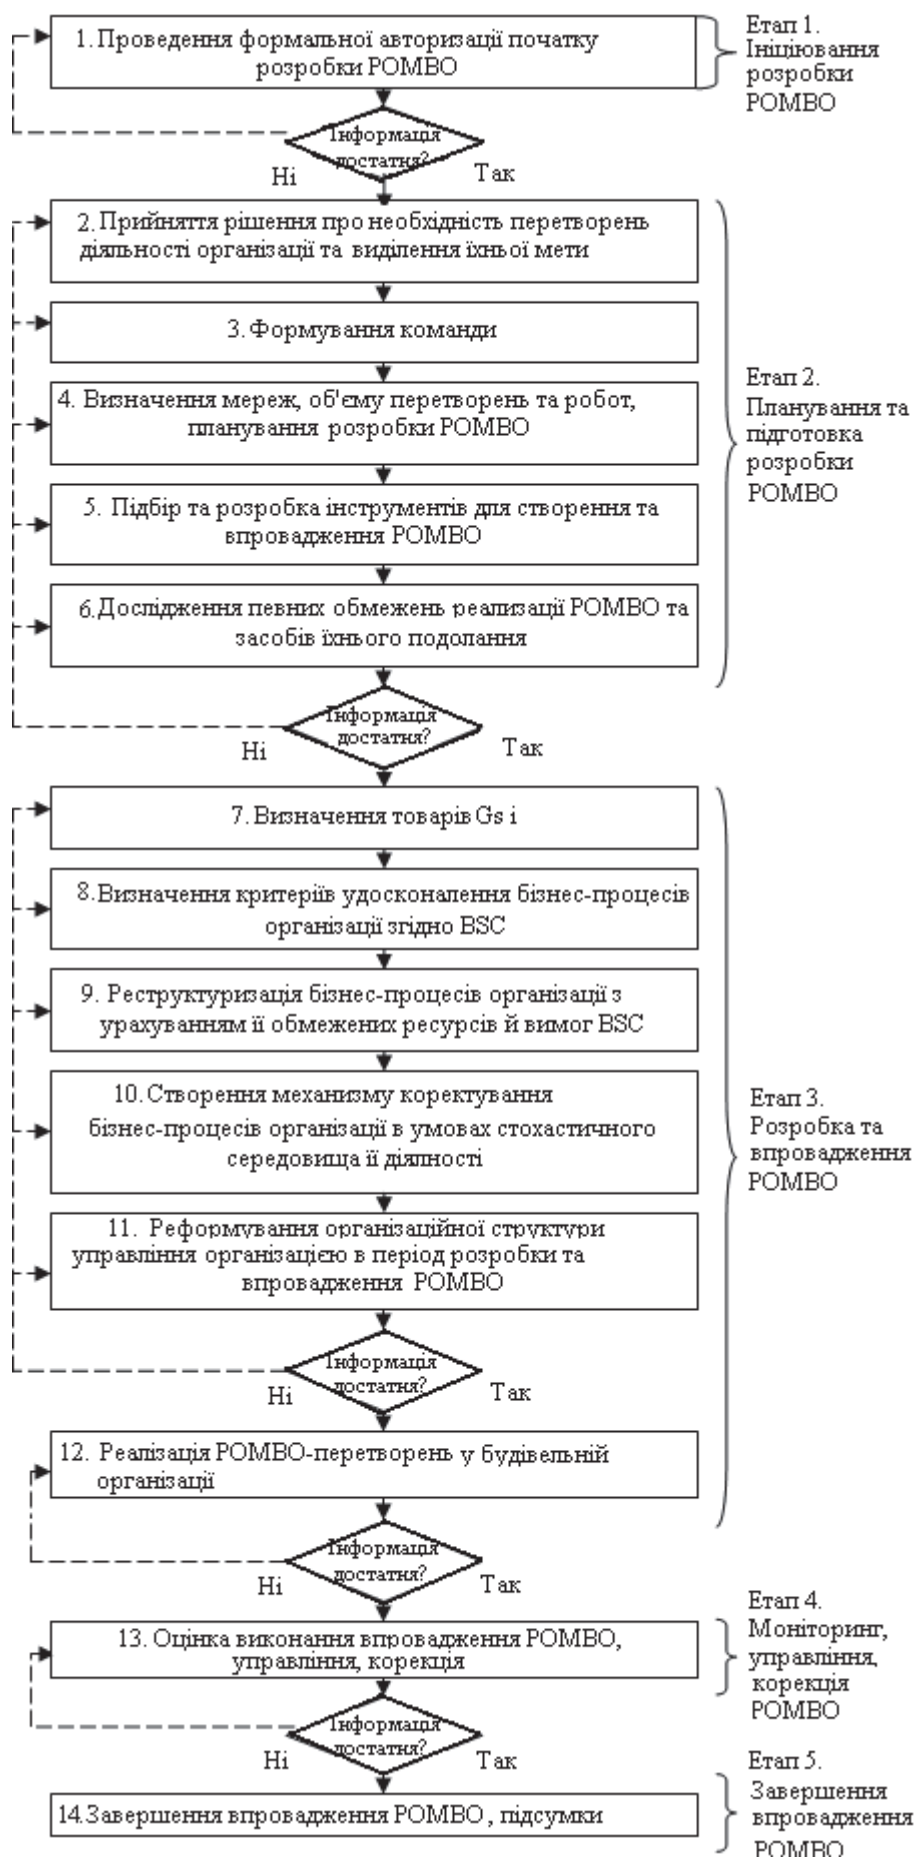 1. Проведення формальної авторизації початку
розробки РОМВО
Етап 1.
Ініціювання
розробки
РОМВО
Інформація
достатня?
Ні
Так
2. Прийняття рішення про необхідність перетворень
діяльності організації та виділення їхньої мети
3. Формування команди
4. Визначення мереж, об'єму перетворень та робот,
планування розробки РОМВО
5. Підбір та розробка інструментів для створення та
впровадження РОМВО
6. Дослідження певних обмежень реализації РОМВО та
засобів їхнього подолання
Етап 2.
Планування та
підготовка
розробки
РОМВО
Інформація
достатня?
Ні
Так
7. Визначення товарів Gs i
8. Визначення критеріїв удосконалення бізнес-процесів
організації згідно BSC
9. Реструктуризація бізнес-процесів організації з
урахуванням її обмежених ресурсів й вимог BSC
10. Створення механізму коректування
бізнес-процесів організації в умовах стохастичного
середовища її діялності
11. Реформування організаційної структури
управління організацією в період розробки та
впровадження РОМВО
Етап 3.
Розробка та
впровадження
РОМВО
Інформація
достатня?
Ні
Так
12. Реалізація РОМВО-перетворень у будівельній
організації
Інформація
достатня?
Ні
Так
13. Оцінка виконання впровадження РОМВО,
управління, корекція
Етап 4.
Моніторинг,
управління,
корекція
РОМВО
Інформація
достатня?
Ні
Так
14. Завершення впровадження РОМВО, підсумки
Етап 5.
Завершення
впровадження
РОМВО